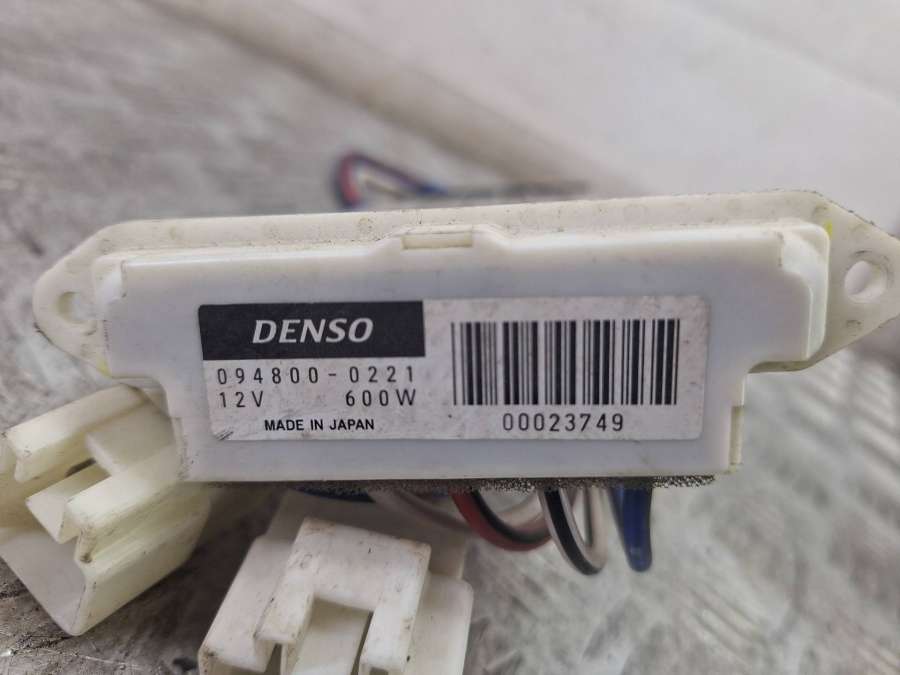 DENSO
094800-0221
12V 600W
MADE IN JAPAN
00023749